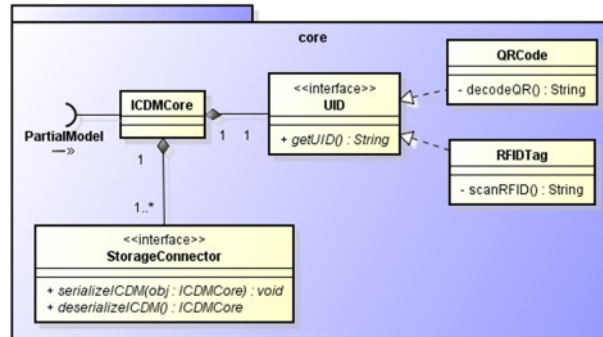 core
QRCode
- decodeQR() : String
<<interface>>
UID
+ getUID() : String
ICDMCore
PartialModel
—»
1
1
1
1..*
RFIDTag
- scanRFID() : String
<<interface>>
StorageConnector
+ serializeICDM(obj : ICDMCore) : void
+ deserializeICDM() : ICDMCore